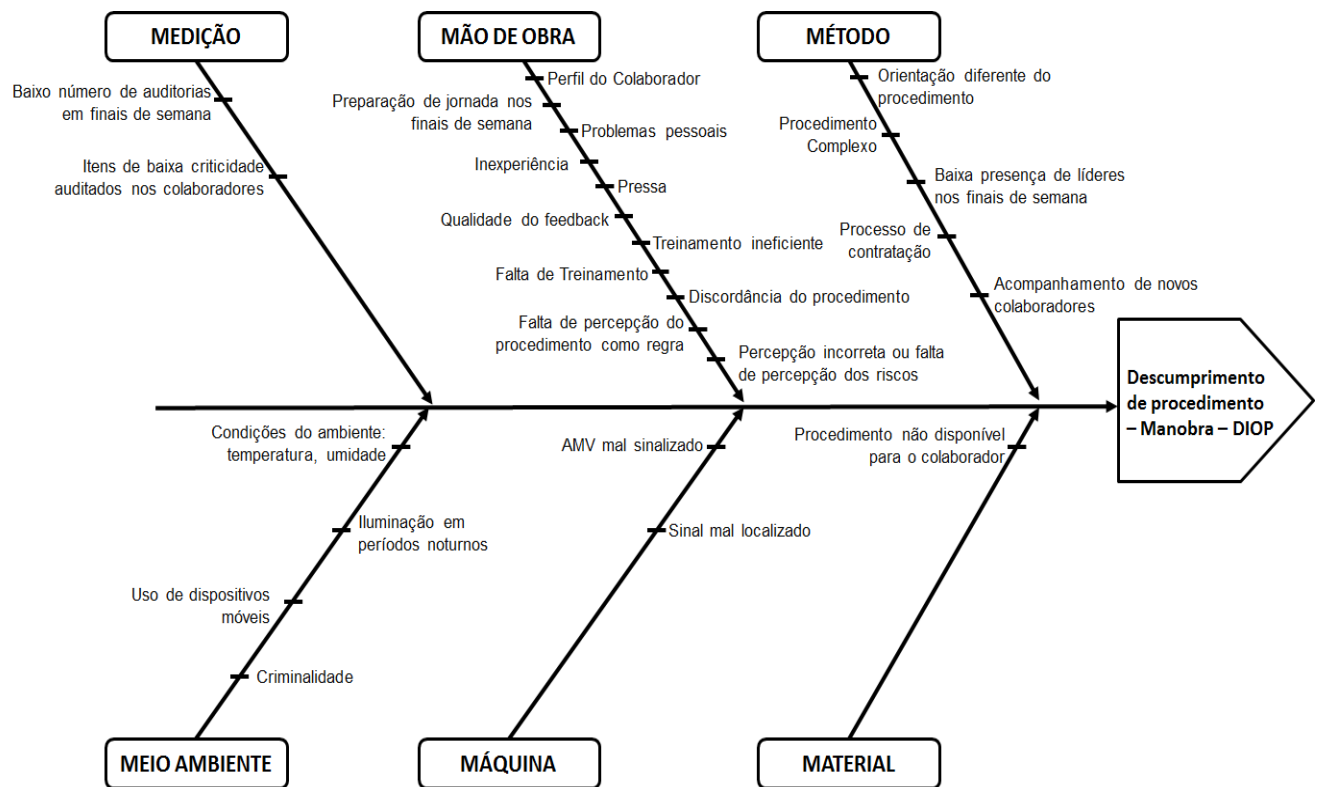 MEDIÇÃO
MÃO DE OBRA
MÉTODO
Baixo número de auditorias
em finais de semana
Itens de baixa criticidade
auditados nos colaboradores
Perfil do Colaborador
Preparação de jornada nos
finais de semana
Problemas pessoais
Inexperiência
Pressa
Qualidade do feedback
Treinamento ineficiente
Falta de Treinamento
Discordância do procedimento
Falta de percepção do
procedimento como regra
Percepção incorreta ou falta
de percepção dos riscos
Orientação diferente do
procedimento
Procedimento
Complexo
Baixa presença de líderes
nos finais de semana
Processo de
contratação
Acompanhamento de novos
colaboradores
Descumprimento
de procedimento
– Manobra – DIOP
Condições do ambiente:
temperatura, umidade
Iluminação em
períodos noturnos
Uso de dispositivos
móveis
Criminalidade
AMV mal sinalizado
Sinal mal localizado
Procedimento não disponível
para o colaborador
MEIO AMBIENTE
MÁQUINA
MATERIAL